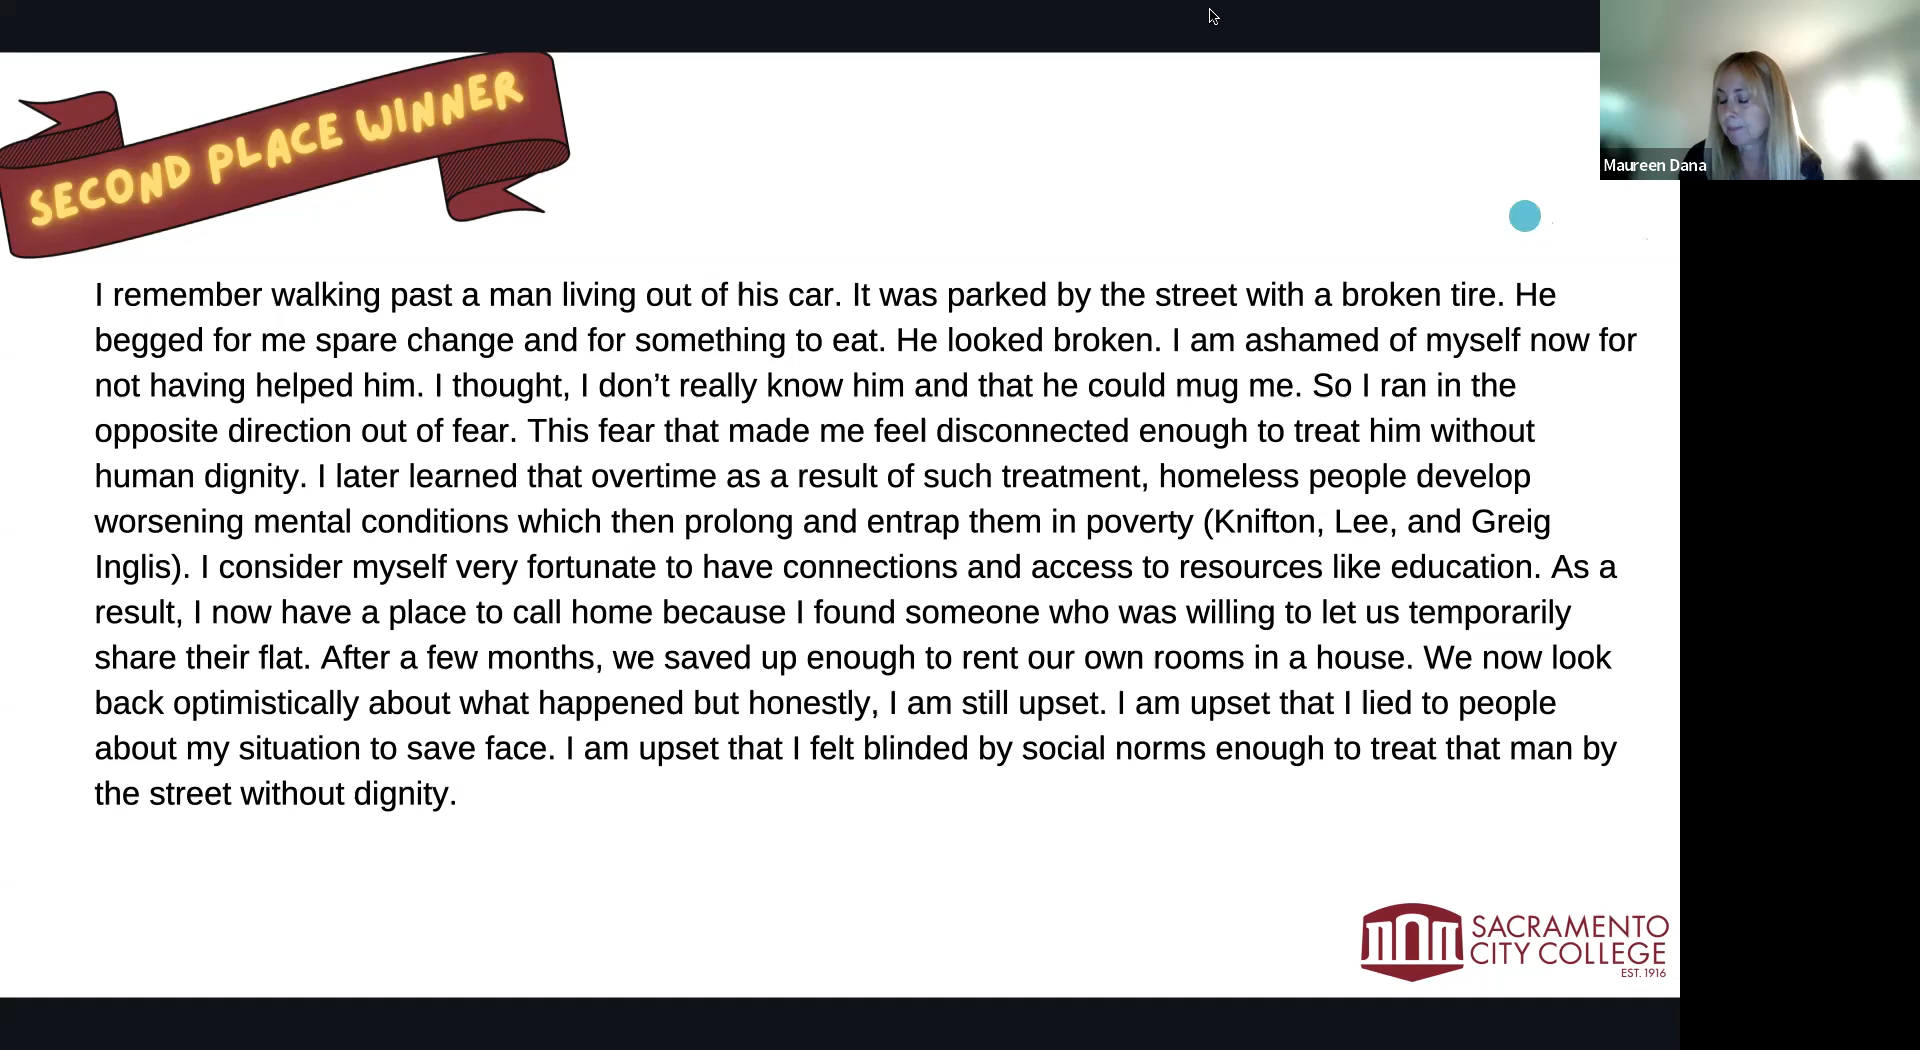 SECOND PLACE WINNER
Maureen Dana
I remember walking past a man living out of his car. It was parked by the street with a broken tire. He
begged for me spare change and for something to eat. He looked broken. I am ashamed of myself now for
not having helped him. I thought, I don’t really know him and that he could mug me. So I ran in the
opposite direction out of fear. This fear that made me feel disconnected enough to treat him without
human dignity. I later learned that overtime as a result of such treatment, homeless people develop
worsening mental conditions which then prolong and entrap them in poverty (Knifton, Lee, and Greig
Inglis). I consider myself very fortunate to have connections and access to resources like education. As a
result, I now have a place to call home because I found someone who was willing to let us temporarily
share their flat. After a few months, we saved up enough to rent our own rooms in a house. We now look
back optimistically about what happened but honestly, I am still upset. I am upset that I lied to people
about my situation to save face. I am upset that I felt blinded by social norms enough to treat that man by
the street without dignity.
SACRAMENTO
CITY COLLEGE
EST. 1916